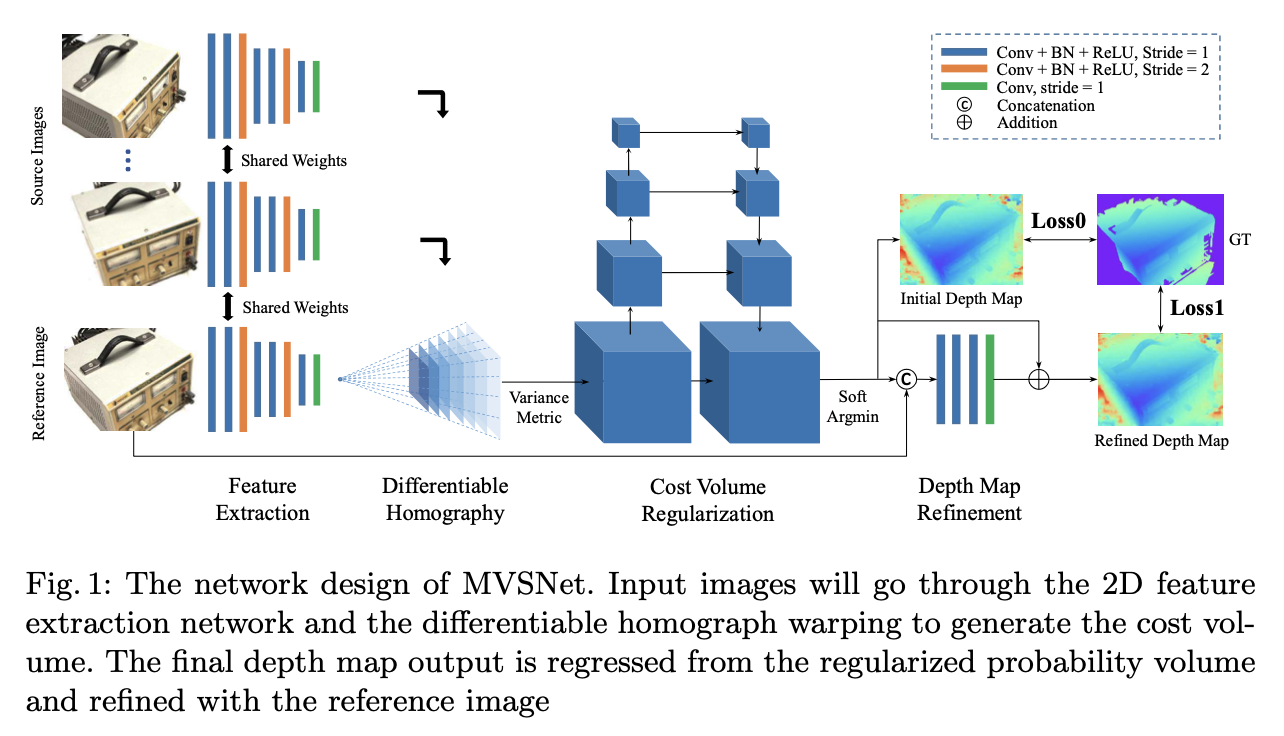 Conv + BN + ReLU, Stride = 1
Conv + BN + ReLU, Stride = 2
Conv, stride = 1
C Concatenation
Addition
Source Images
Shared Weights
Shared Weights
Reference Image
Variance
Metric
Soft
Argmin
C
Initial Depth Map
Loss0
GT
Loss1
Refined Depth Map
Feature
Extraction
Differentiable
Homography
Cost Volume
Regularization
Depth Map
Refinement
Fig. 1: The network design of MVSNet. Input images will go through the 2D feature
extraction network and the differentiable homograph warping to generate the cost vol-
ume. The final depth map output is regressed from the regularized probability volume
and refined with the reference image